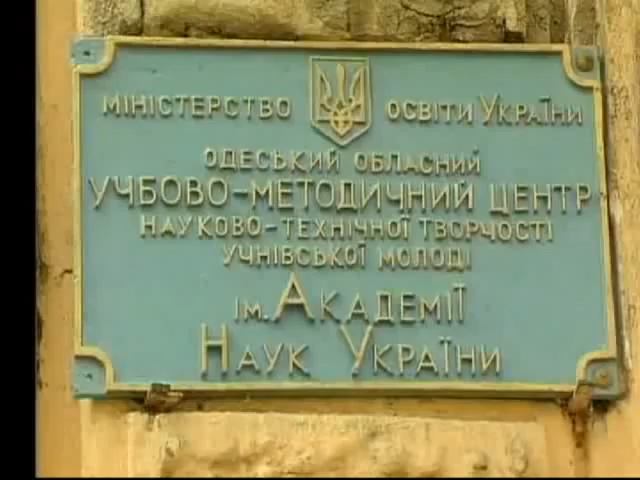 Міністерство освіти України
Одеський обласний
учбово-методичний центр
науково-технічної творчості
учнівської молоді
ім. Академії
Наук України